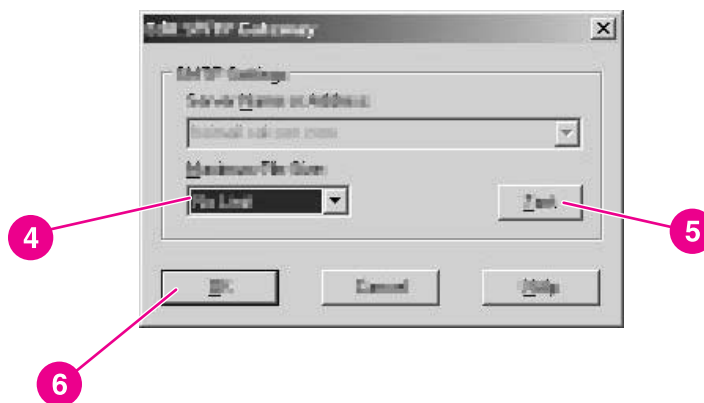 SMTP Gateway
SMTP Settings
Server Name or Address:
Maximum File Size:
No Limit
4
Test
5
OK
Cancel
Help
6